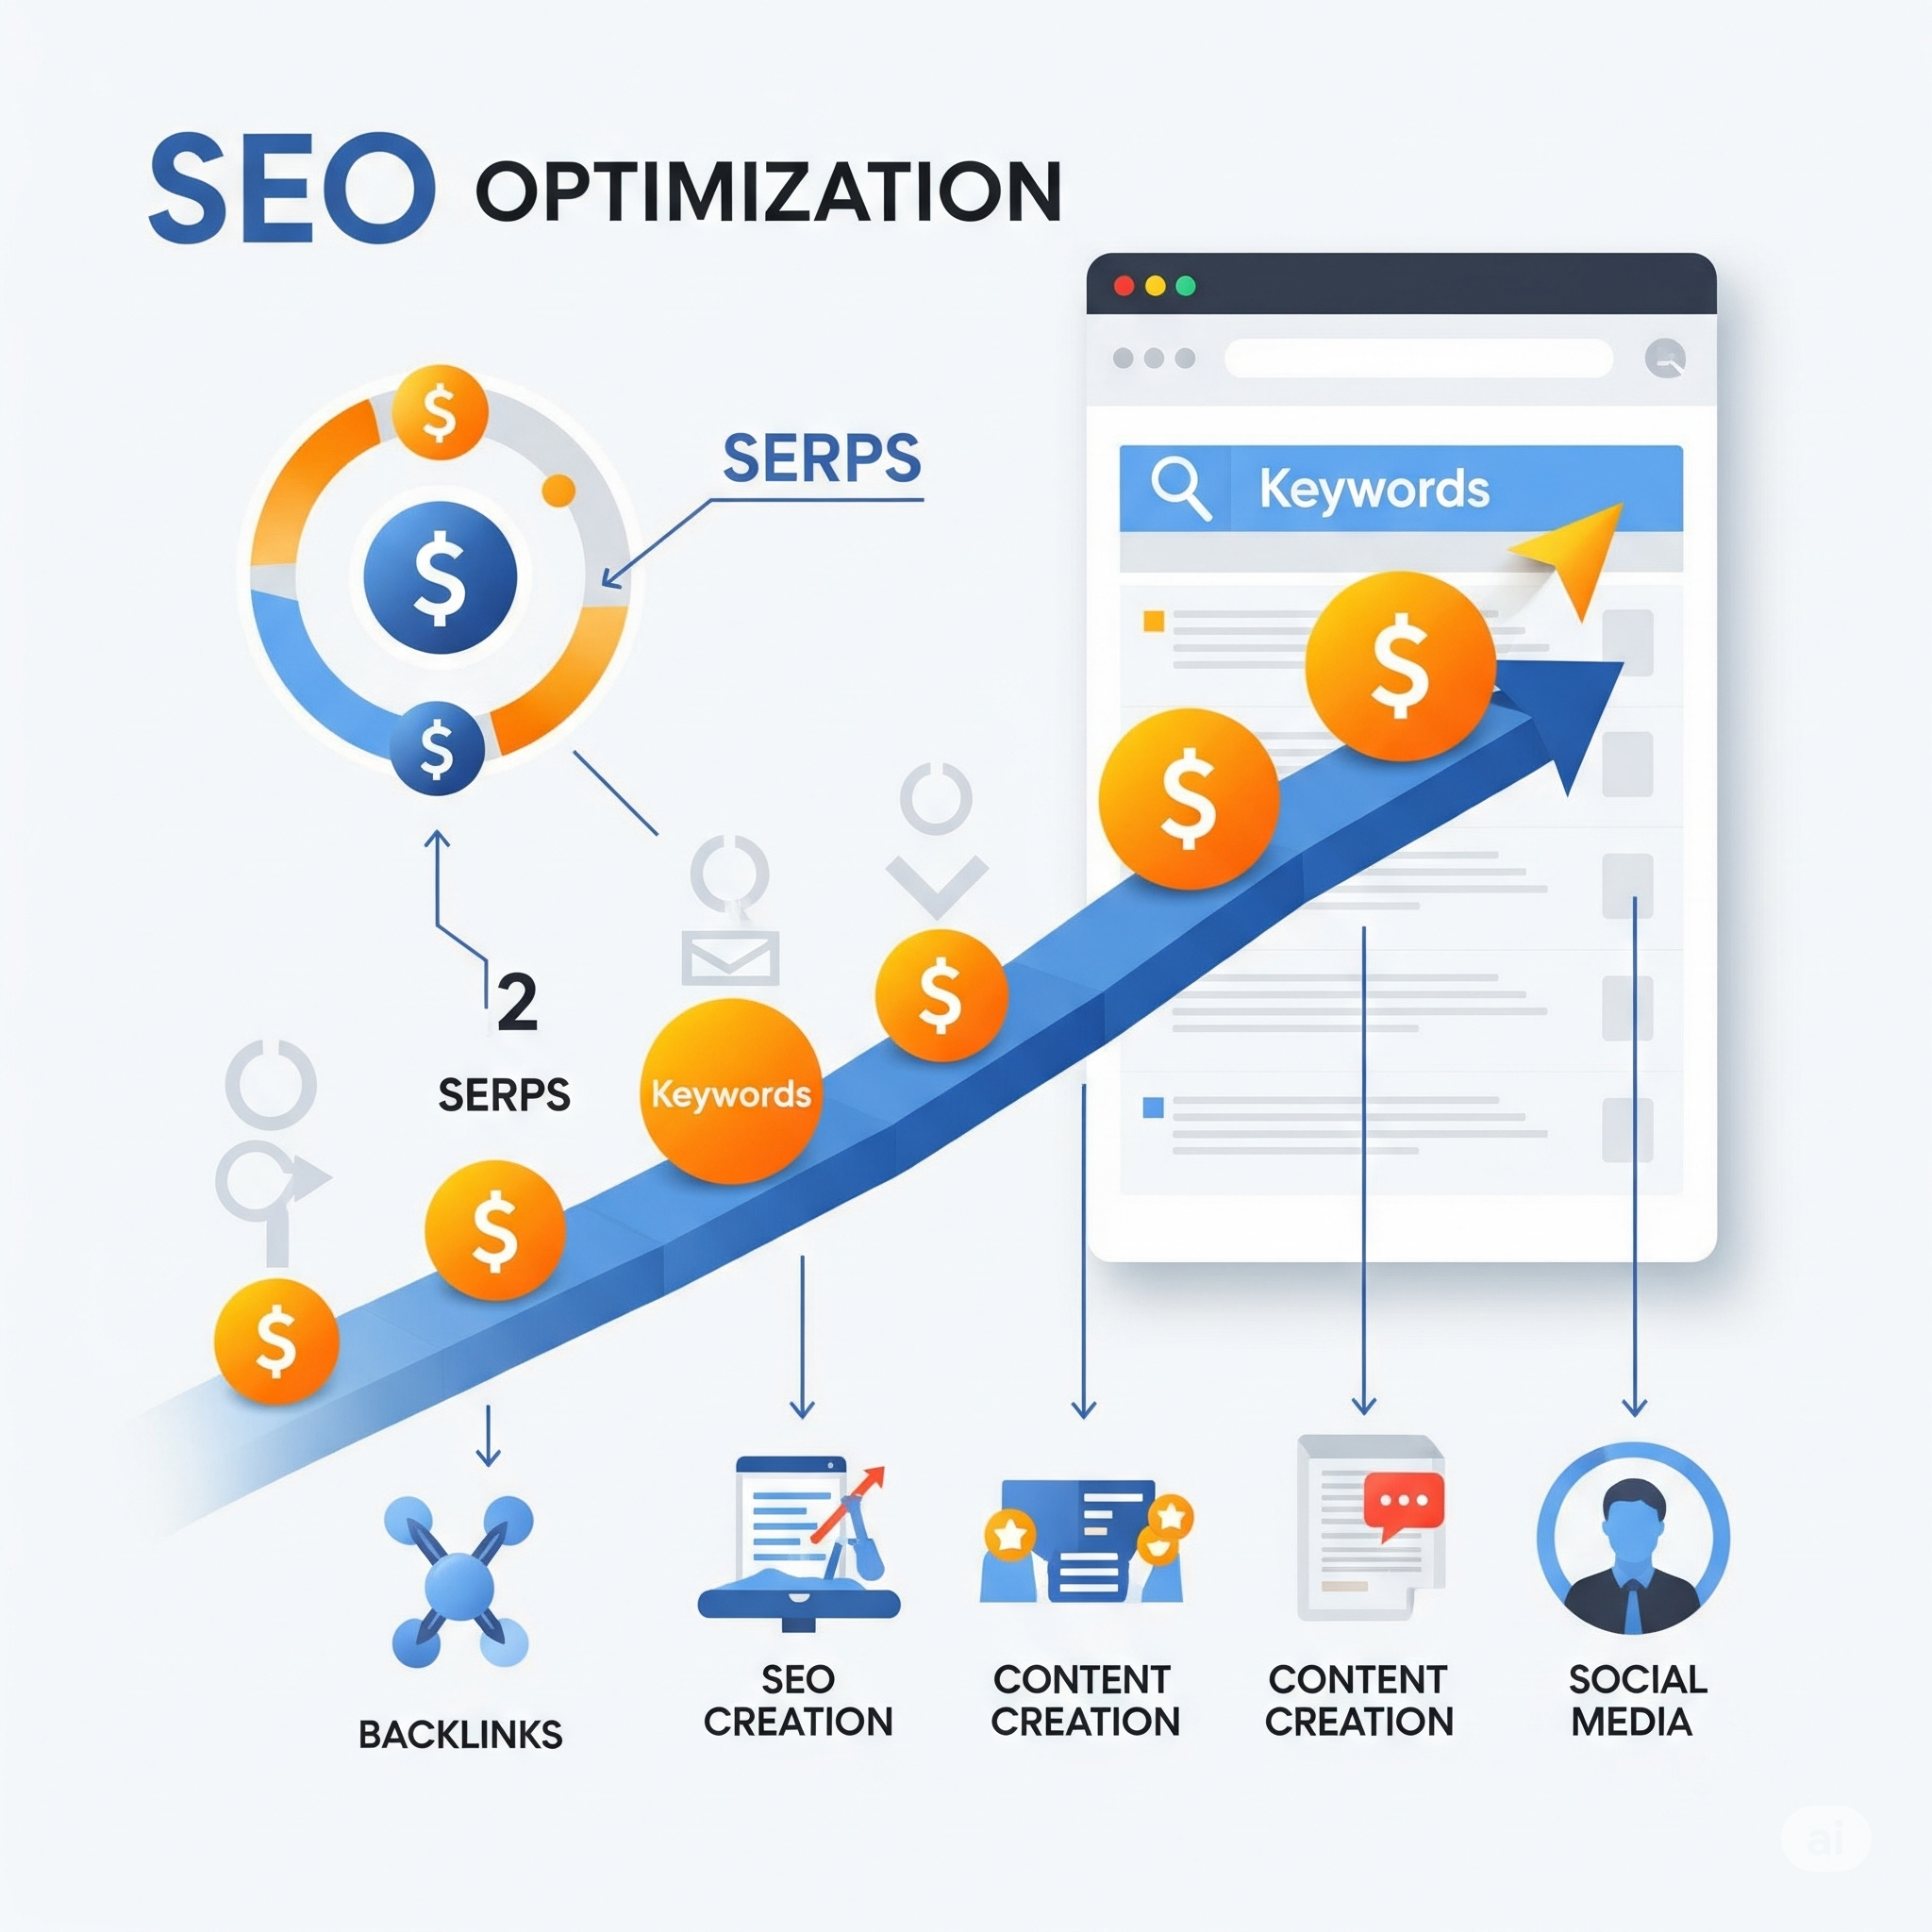 SEO OPTIMIZATION
$
SERPS
Keywords
$
$
$
$
2
$
SERPS
Keywords
$
$
BACKLINKS
SEO
CREATION
CONTENT
CREATION
CONTENT
CREATION
SOCIAL
MEDIA
ai